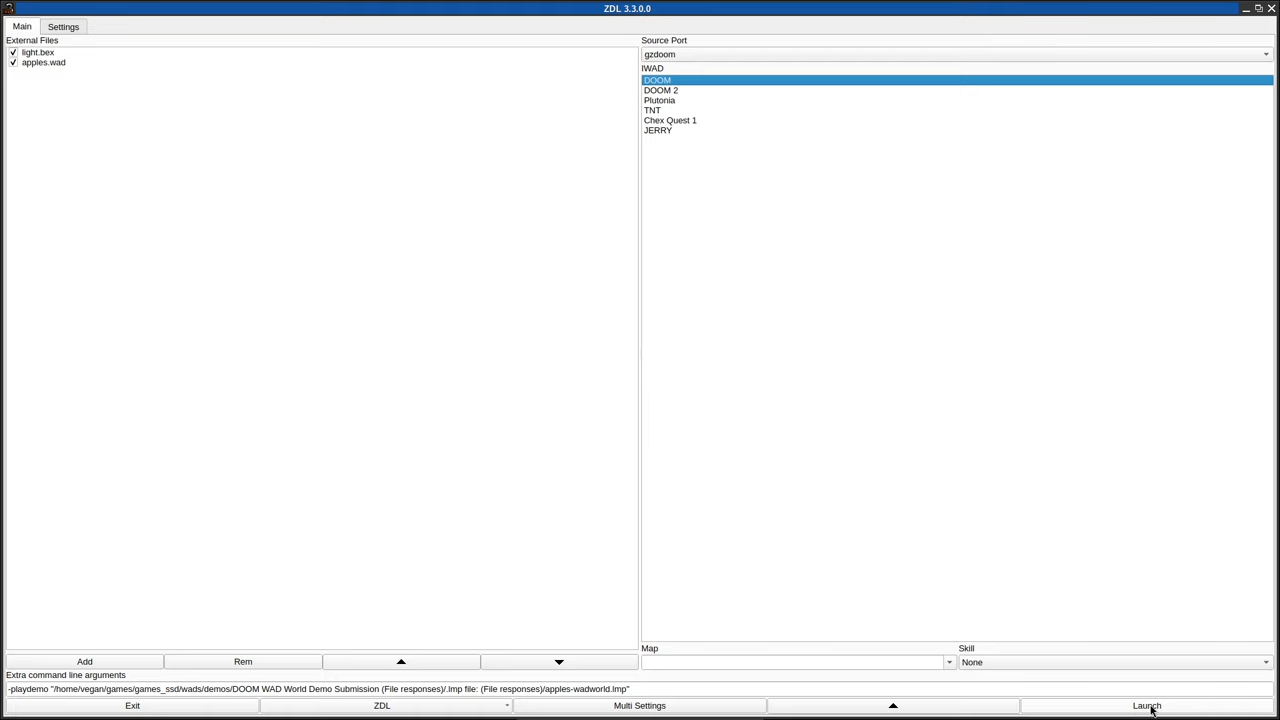 ZDL 3.3.0.0
Main Settings
External Files
light.bex
apples.wad
Source Port
gzdoom
IWAD
DOOM
DOOM 2
Plutonia
TNT
Chex Quest 1
JERRY
Map Skill
None
Add Rem
Extra command line arguments
-playdemo "/home/vegan/games/games_ssd/wads/demos/DOOM WAD World Demo Submission (File responses)/.lmp file: (File responses)/apples-wadworld.lmp"
Exit ZDL Multi Settings Launch